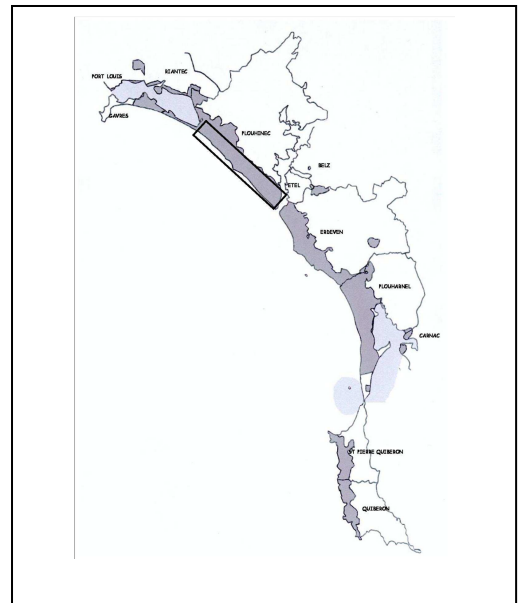 RIANTEC
PORT LOUIS
GAVRES
PLOUHINEC
BELZ
ETEL
ERDEVEN
PLOUHARNEL
CARNAC
ST PIERRE QUIBERON
QUIBERON